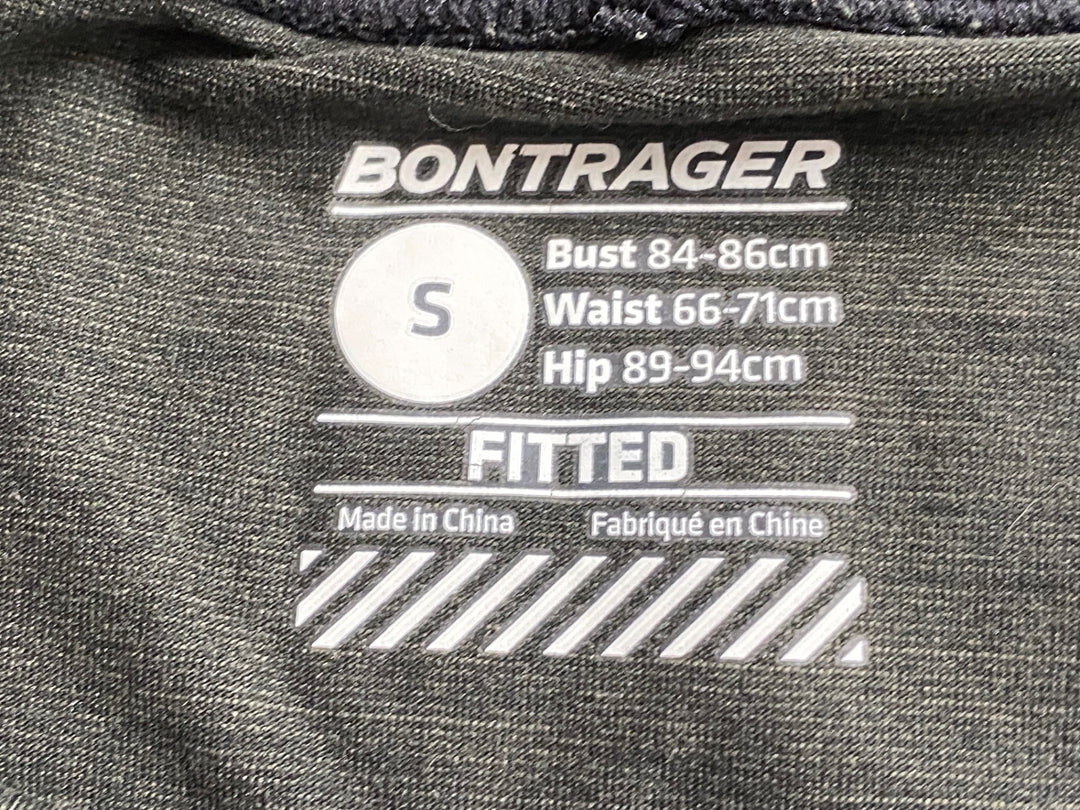 BONTRAGER
S
Bust 84-86cm
Waist 66-71cm
Hip 89-94cm
FITTED
Made in China Fabriqué en Chine